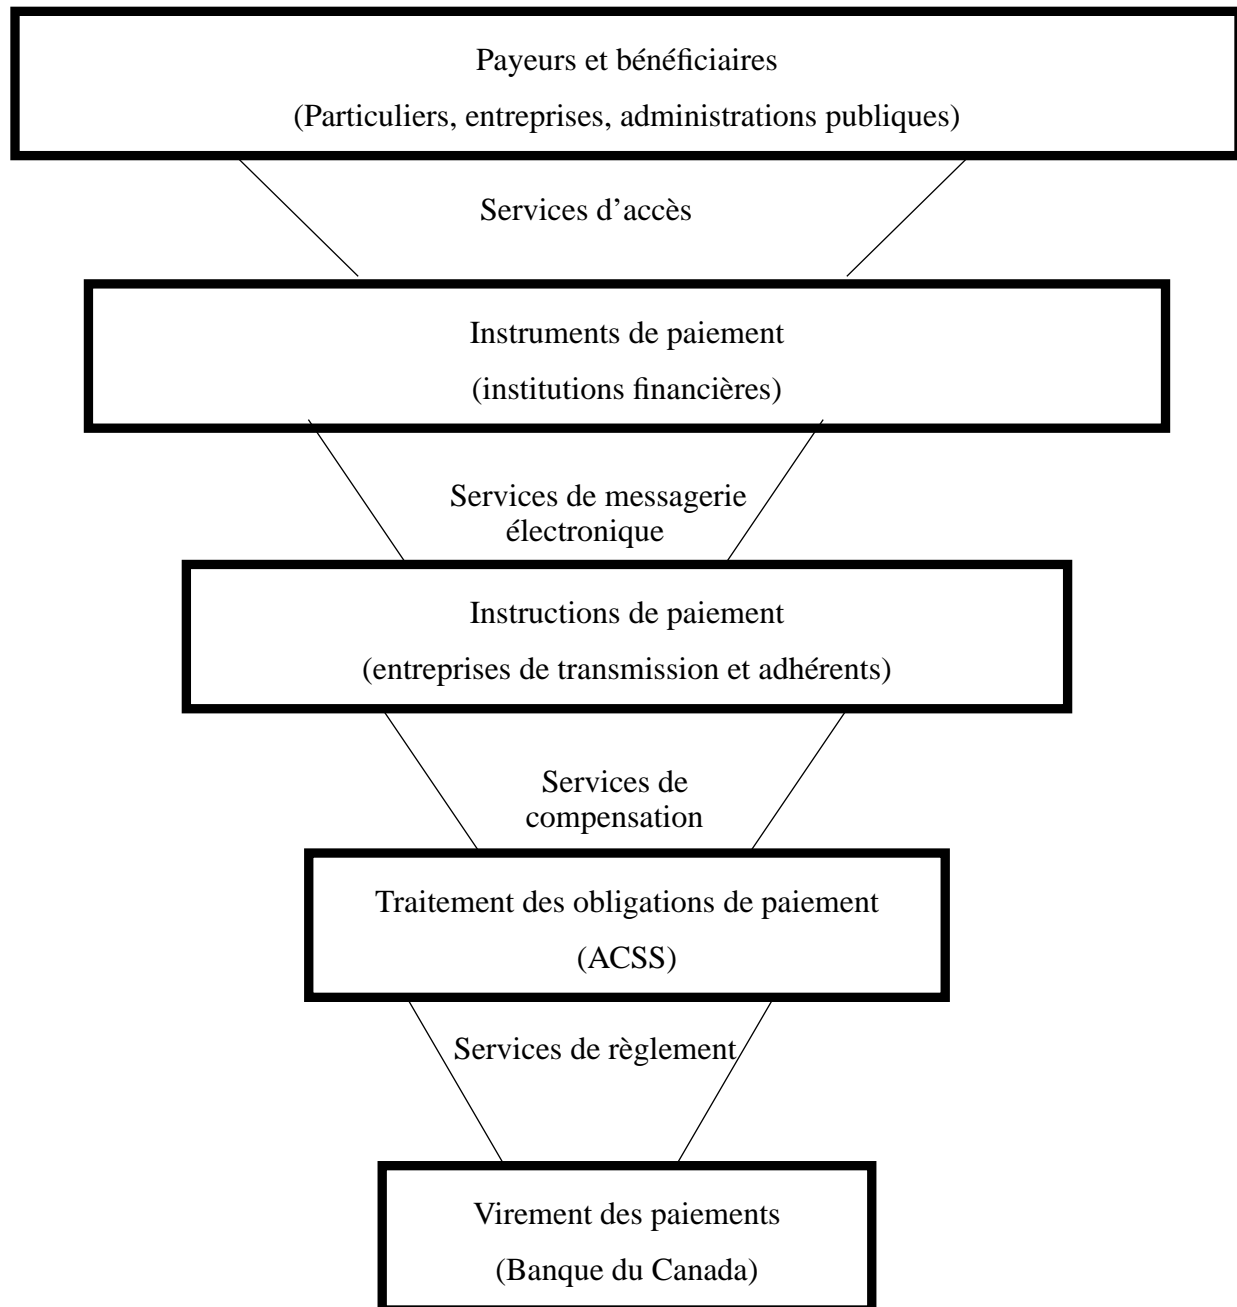 Payeurs et bénéficiaires
(Particuliers, entreprises, administrations publiques)
Services d’accès
Instruments de paiement
(institutions financières)
Services de messagerie
électronique
Instructions de paiement
(entreprises de transmission et adhérents)
Services de
compensation
Traitement des obligations de paiement
(ACSS)
Services de règlement
Virement des paiements
(Banque du Canada)